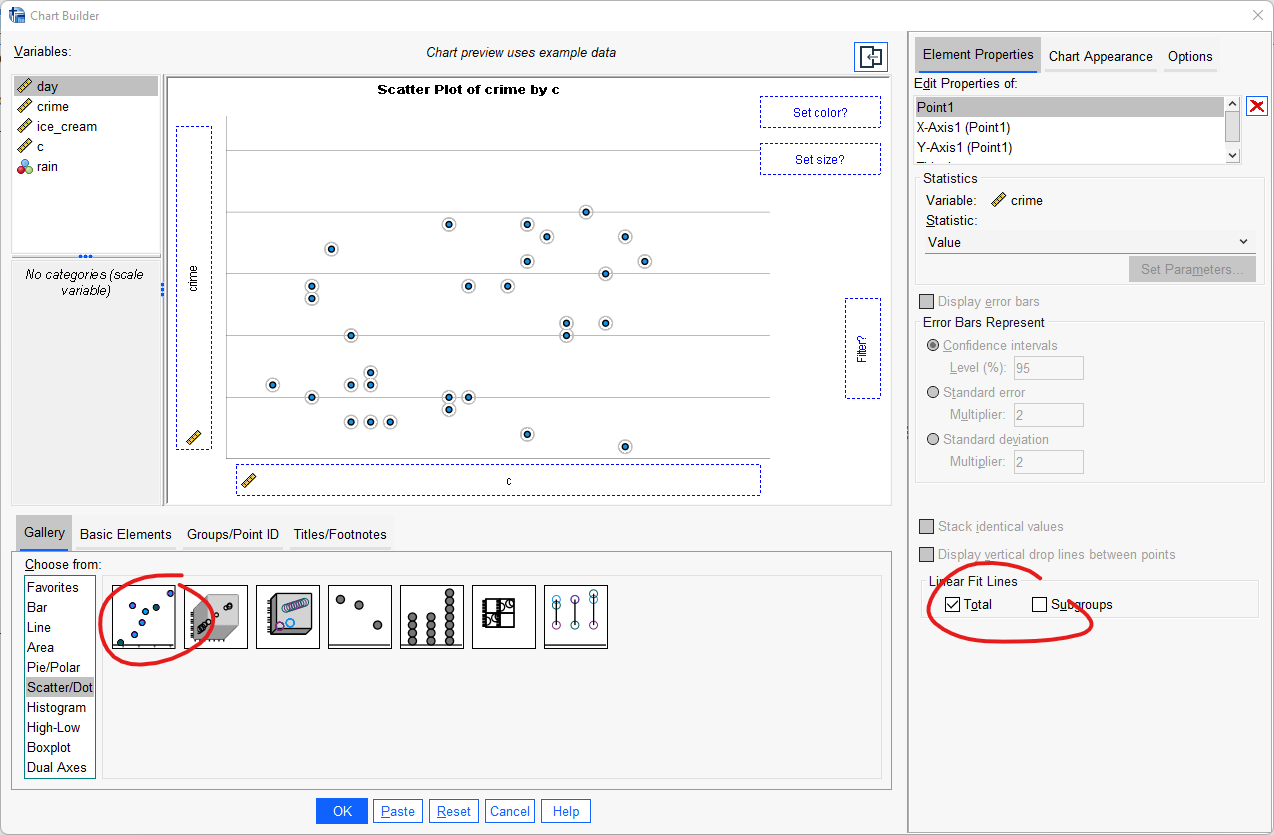 Chart Builder
Variables:
Chart preview uses example data
day
crime
ice_cream
c
rain
No categories (scale
variable)
Scatter Plot of crime by c
Set color?
Set size?
crime
Filter?
c
Gallery
Basic Elements
Groups/Point ID
Titles/Footnotes
Choose from:
Favorites
Bar
Line
Area
Pie/Polar
Scatter/Dot
Histogram
High-Low
Boxplot
Dual Axes
OK
Paste
Reset
Cancel
Help
Element Properties
Chart Appearance
Options
Edit Properties of:
Point1
X-Axis1 (Point1)
Y-Axis1 (Point1)
Statistics
Variable: crime
Statistic:
Value
Set Parameters...
Display error bars
Error Bars Represent
Confidence intervals
Level (%): 95
Standard error
Multiplier: 2
Standard deviation
Multiplier: 2
Stack identical values
Display vertical drop lines between points
Linear Fit Lines
Total
Subgroups